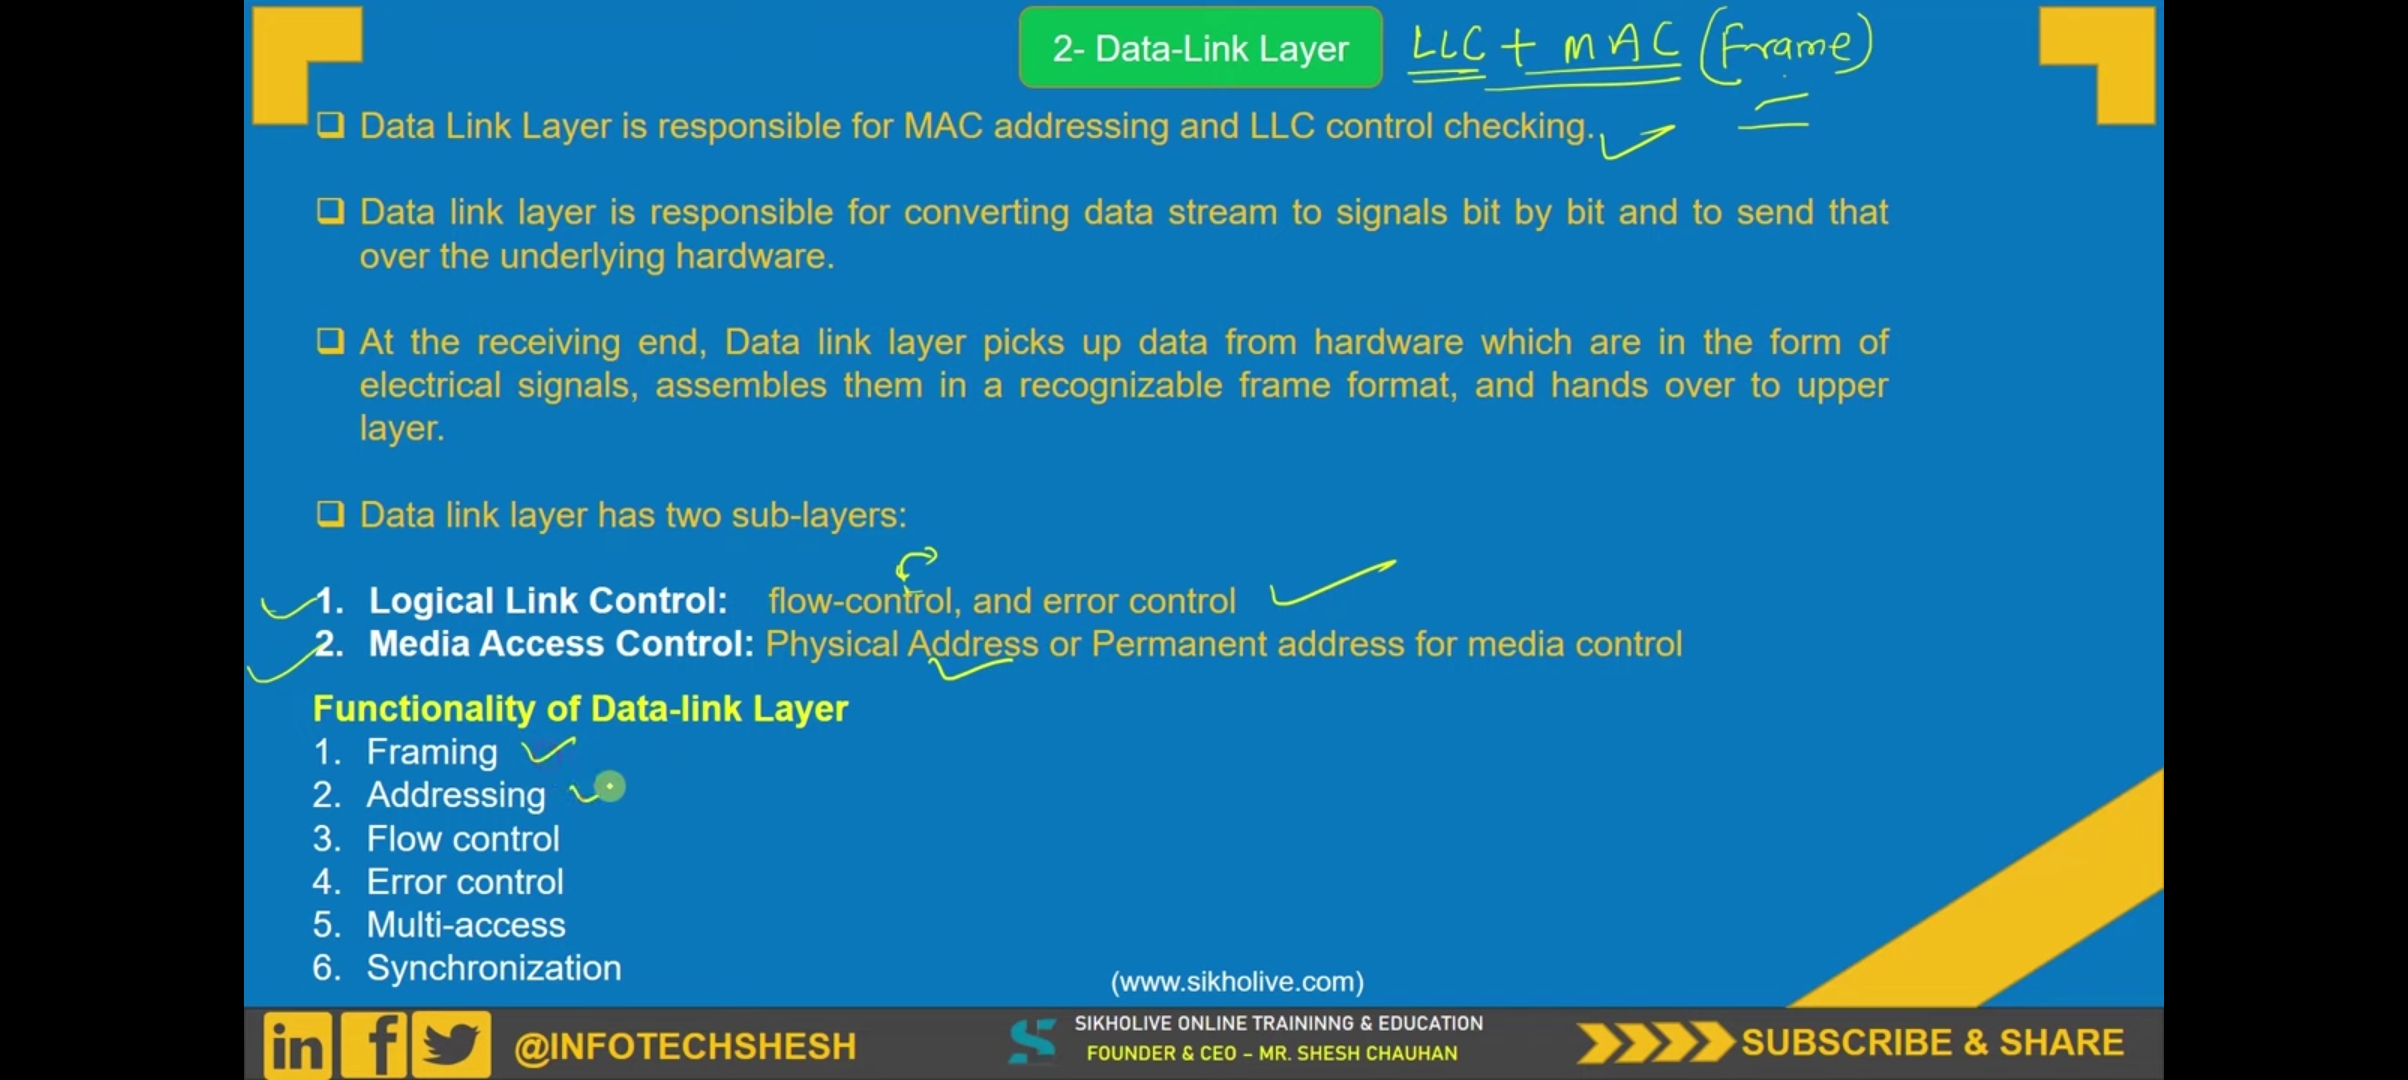 2- Data-Link Layer LLC + MAC (Frame)
❑ Data Link Layer is responsible for MAC addressing and LLC control checking.
❑ Data link layer is responsible for converting data stream to signals bit by bit and to send that
over the underlying hardware.
❑ At the receiving end, Data link layer picks up data from hardware which are in the form of
electrical signals, assembles them in a recognizable frame format, and hands over to upper
layer.
❑ Data link layer has two sub-layers:
1. Logical Link Control: flow-control, and error control
2. Media Access Control: Physical Address or Permanent address for media control
Functionality of Data-link Layer
1. Framing
2. Addressing
3. Flow control
4. Error control
5. Multi-access
6. Synchronization
(www.sikholive.com)
in f @INFOTECHSHESH
SIKHOLIVE ONLINE TRAININNG & EDUCATION
FOUNDER & CEO – MR. SHESH CHAUHAN
SUBSCRIBE & SHARE